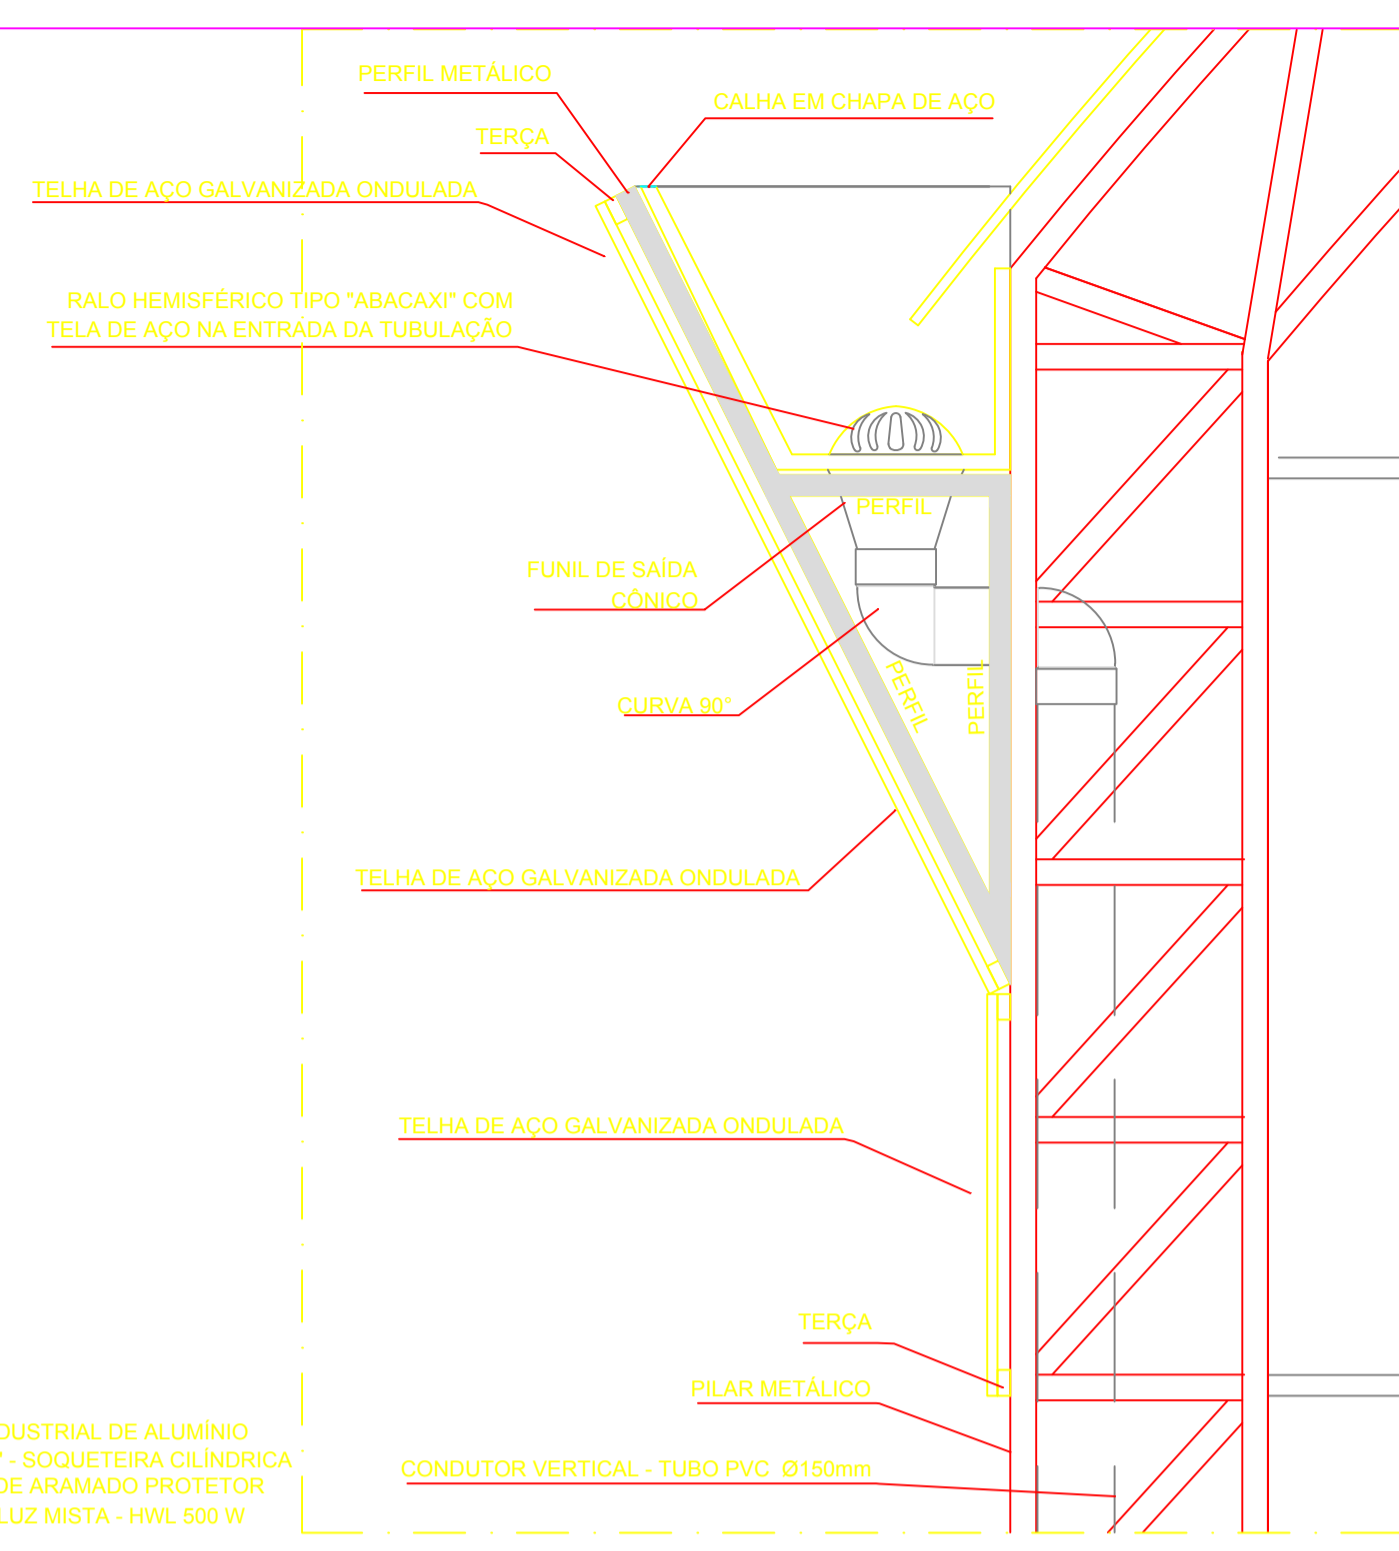 PERFIL METÁLICO
CALHA EM CHAPA DE AÇO
TERÇA
TELHA DE AÇO GALVANIZADA ONDULADA
RALO HEMISFÉRICO TIPO "ABACAXI" COM
TELA DE AÇO NA ENTRADA DA TUBULAÇÃO
PERFIL
FUNIL DE SAÍDA
CÔNICO
PERFIL
PERFIL
CURVA 90°
TELHA DE AÇO GALVANIZADA ONDULADA
TELHA DE AÇO GALVANIZADA ONDULADA
TERÇA
PILAR METÁLICO
CONDUTOR VERTICAL - TUBO PVC Ø150mm
DUSTRIAL DE ALUMÍNIO
- SOQUETEIRA CILÍNDRICA
DE ARAMADO PROTETOR
LUZ MISTA - HWL 500 W